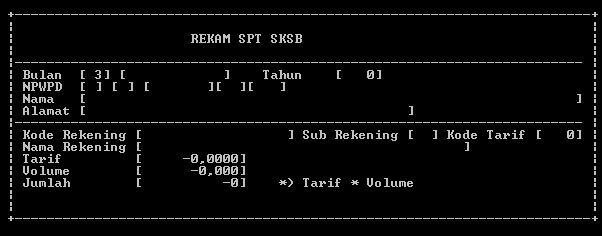 REKAM SPT SKSB
Bulan [ 3] [ ] Tahun [ 0]
NPWPD [ ] [ ] [ ][ ][ ]
Nama [ ]
Alamat [ ]
Kode Rekening [ ] Sub Rekening [ ] Kode Tarif [ 0]
Nama Rekening [ ]
Tarif [ -0,0000]
Volume [ -0,000]
Jumlah [ -0] *) Tarif * Volume